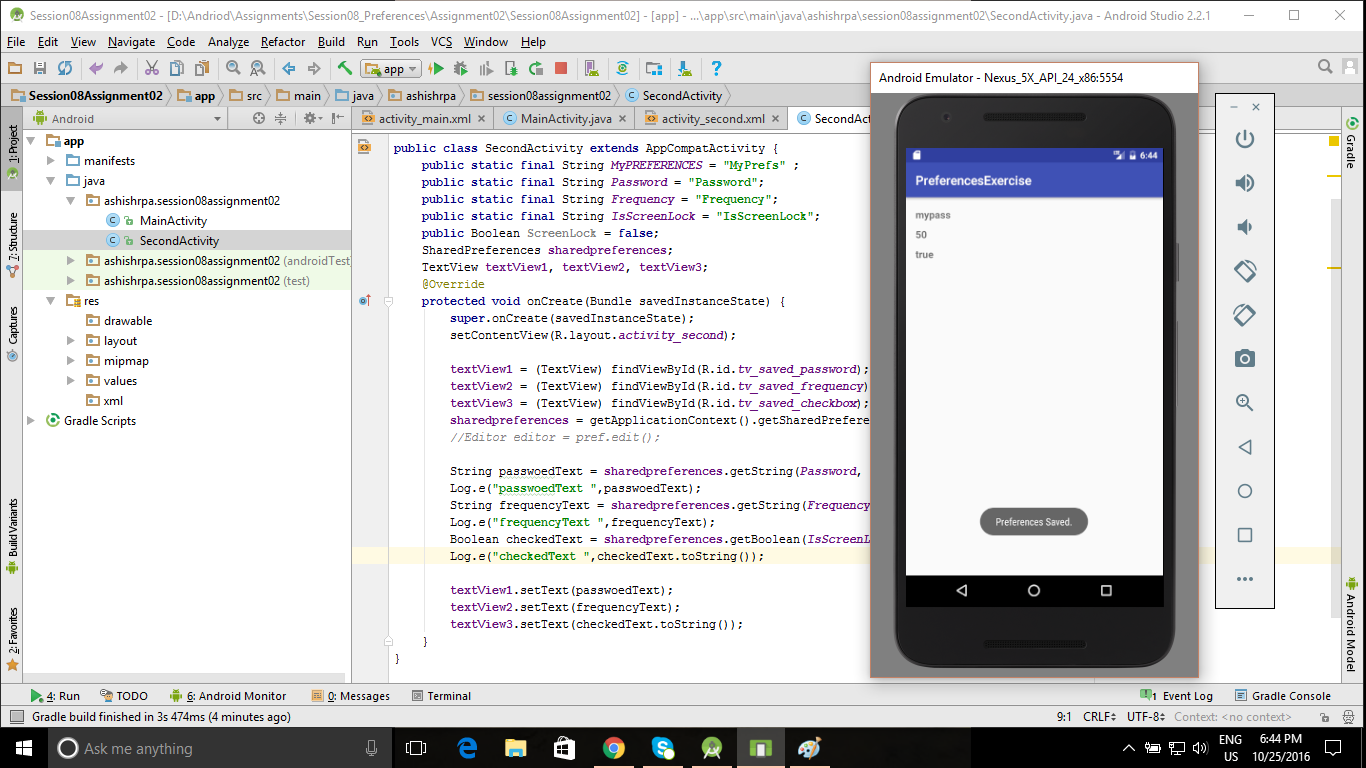 Session08Assignment02 - [D:\Andriod\Assignments\Session08_Preferences\Assignment02\Session08Assignment02] - [app] - ...\app\src\main\java\ashishrpa\session08assignment02\SecondActivity.java - Android Studio 2.2.1
File Edit View Navigate Code Analyze Refactor Build Run Tools VCS Window Help
app
Session08Assignment02 app src main java ashishrpa session08assignment02 SecondActivity
Android
activity_main.xml MainActivity.java activity_second.xml SecondAct
1: Project
7: Structure
Captures
Build Variants
2: Favorites
app
manifests
java
ashishrpa.session08assignment02
MainActivity
SecondActivity
ashishrpa.session08assignment02 (androidTest
ashishrpa.session08assignment02 (test)
res
drawable
layout
mipmap
values
xml
Gradle Scripts
public class SecondActivity extends AppCompatActivity {
public static final String MyPREFERENCES = "MyPrefs" ;
public static final String Password = "Password";
public static final String Frequency = "Frequency";
public static final String IsScreenLock = "IsScreenLock";
public Boolean ScreenLock = false;
SharedPreferences sharedpreferences;
TextView textView1, textView2, textView3;
@Override
protected void onCreate(Bundle savedInstanceState) {
super.onCreate(savedInstanceState);
setContentView(R.layout.activity_second);
textView1 = (TextView) findViewById(R.id.tv_saved_password);
textView2 = (TextView) findViewById(R.id.tv_saved_frequency)
textView3 = (TextView) findViewById(R.id.tv_saved_checkbox);
sharedpreferences = getApplicationContext().getSharedPrefere
//Editor editor = pref.edit();
String passwoedText = sharedpreferences.getString(Password,
Log.e("passwoedText ",passwoedText);
String frequencyText = sharedpreferences.getString(Frequency
Log.e("frequencyText ",frequencyText);
Boolean checkedText = sharedpreferences.getBoolean(IsScreenL
Log.e("checkedText ",checkedText.toString());
textView1.setText(passwoedText);
textView2.setText(frequencyText);
textView3.setText(checkedText.toString());
}
}
Android Emulator - Nexus_5X_API_24_x86:5554
6:44
PreferencesExercise
mypass
50
true
Preferences Saved.
Gradle
Android Model
4: Run TODO 6: Android Monitor 0: Messages Terminal 1 Event Log Gradle Console
Gradle build finished in 3s 474ms (4 minutes ago) 9:1 CRLF UTF-8 Context: <no context>
Ask me anything
ENG
US
6:44 PM
10/25/2016